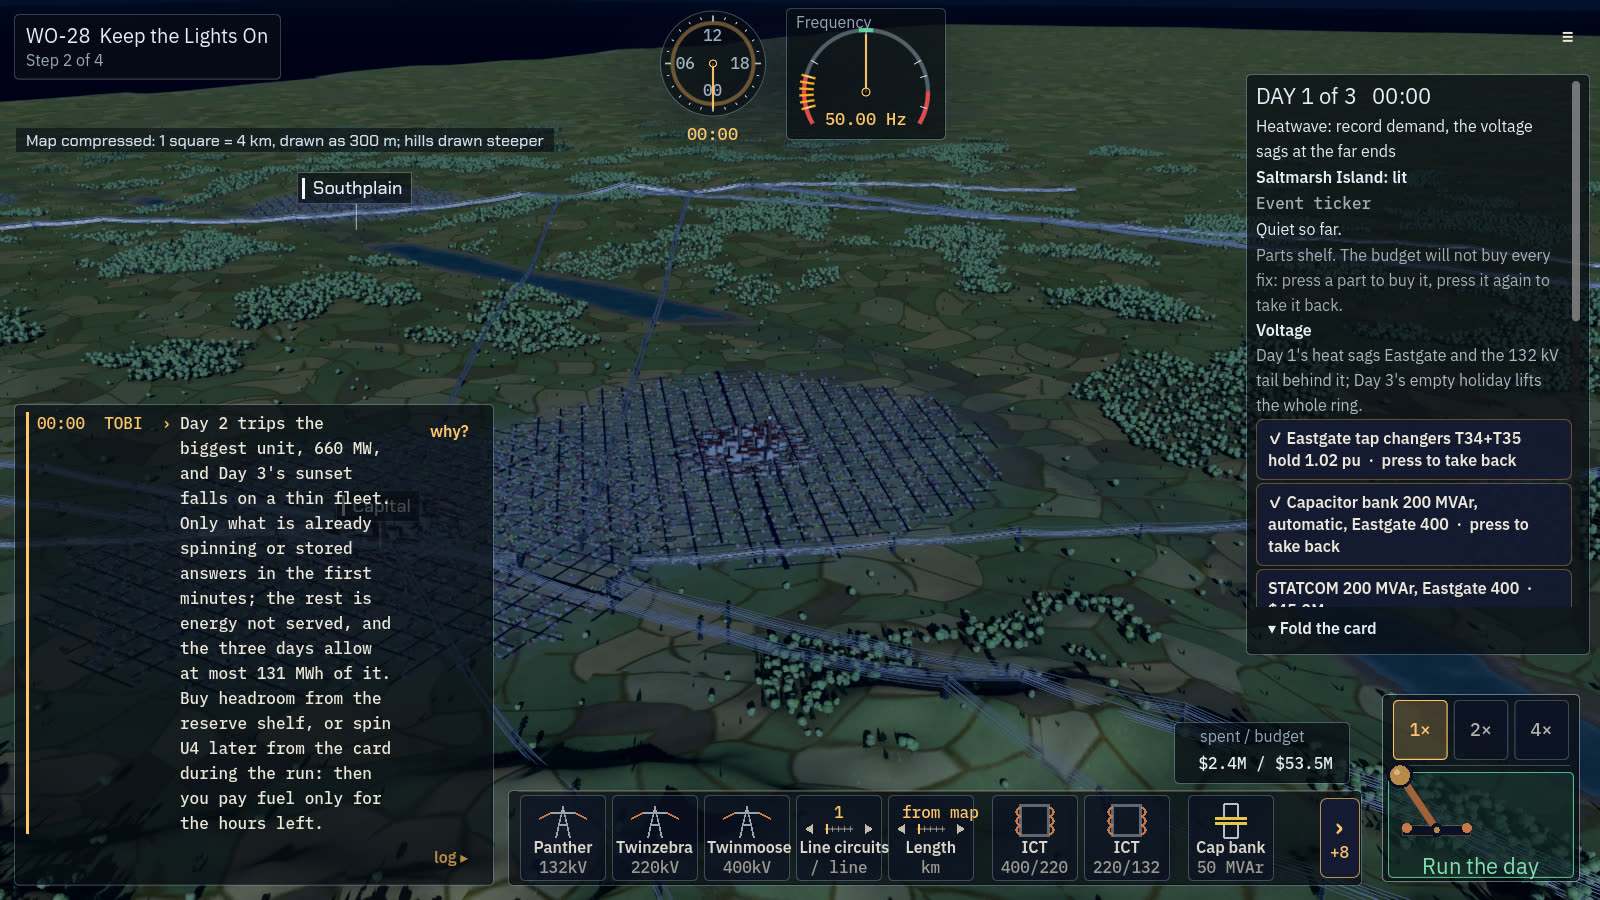 WO-28 Keep the Lights On
Step 2 of 4
Map compressed: 1 square = 4 km, drawn as 300 m; hills drawn steeper
Southplain
12
06
18
00
00:00
Frequency
50.00 Hz
≡
DAY 1 of 3 00:00
Heatwave: record demand, the voltage
sags at the far ends
Saltmarsh Island: lit
Event ticker
Quiet so far.
Parts shelf. The budget will not buy every
fix: press a part to buy it, press it again to
take it back.
Voltage
Day 1's heat sags Eastgate and the 132 kV
tail behind it; Day 3's empty holiday lifts
the whole ring.
✓ Eastgate tap changers T34+T35
hold 1.02 pu · press to take back
✓ Capacitor bank 200 MVAr,
automatic, Eastgate 400 · press to
take back
STATCOM 200 MVAr, Eastgate 400 ·
▾ Fold the card
00:00 TOBI › Day 2 trips the
biggest unit, 660 MW,
and Day 3's sunset
falls on a thin fleet.
Only what is already
spinning or stored
answers in the first
minutes; the rest is
energy not served, and
the three days allow
at most 131 MWh of it.
Buy headroom from the
reserve shelf, or spin
U4 later from the card
during the run: then
you pay fuel only for
the hours left.
why?
log ▸
Capital
spent / budget
$2.4M / $53.5M
Panther
132kV
Twinzebra
220kV
Twinmoose
400kV
1
Line circuits
/ line
from map
Length
km
ICT
400/220
ICT
220/132
Cap bank
50 MVAr
›
+8
1×
2×
4×
Run the day